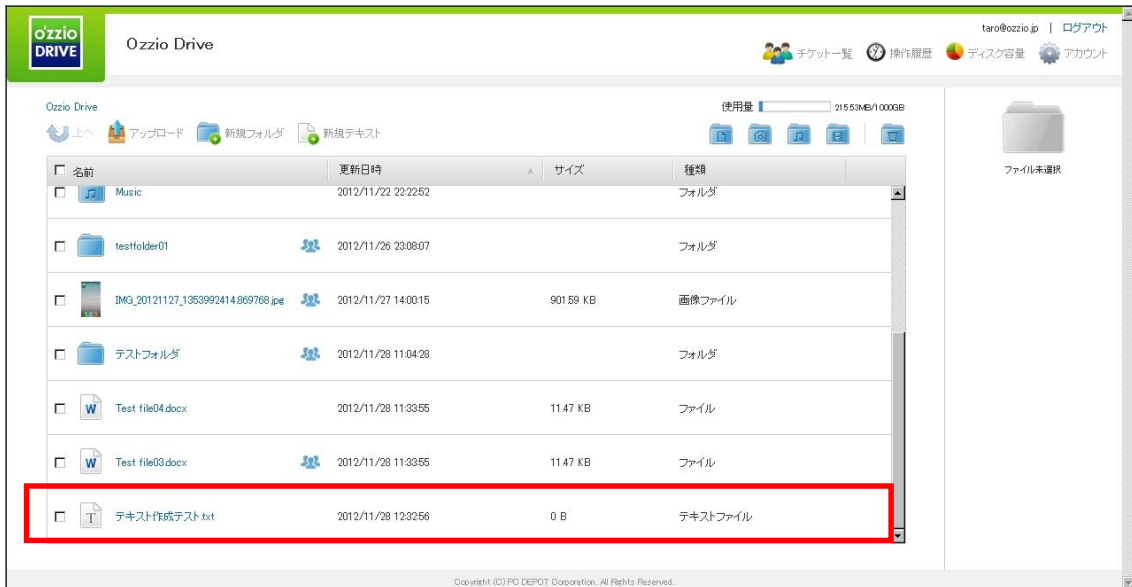 o'zzio
DRIVE
Ozzio Drive
taro@ozzio.jp | ログアウト
チケット一覧 操作履歴 ディスク容量 アカウント
Ozzio Drive
使用量 215.53MB/1000GB
上へ アップロード 新規フォルダ 新規テキスト
名前 更新日時 サイズ 種類
ファイル未選択
Music 2012/11/22 22:22:52 フォルダ
testfolder01 2012/11/26 23:08:07 フォルダ
IMG_20121127_1353992414.869768.jpg 2012/11/27 14:00:15 901.59 KB 画像ファイル
テストフォルダ 2012/11/28 11:04:28 フォルダ
W Test file04.docx 2012/11/28 11:33:55 11.47 KB ファイル
W Test file03.docx 2012/11/28 11:33:55 11.47 KB ファイル
T テキスト作成テスト.txt 2012/11/28 12:32:56 0 B テキストファイル
Copyright (C) PC DEPOT Corporation. All Rights Reserved.